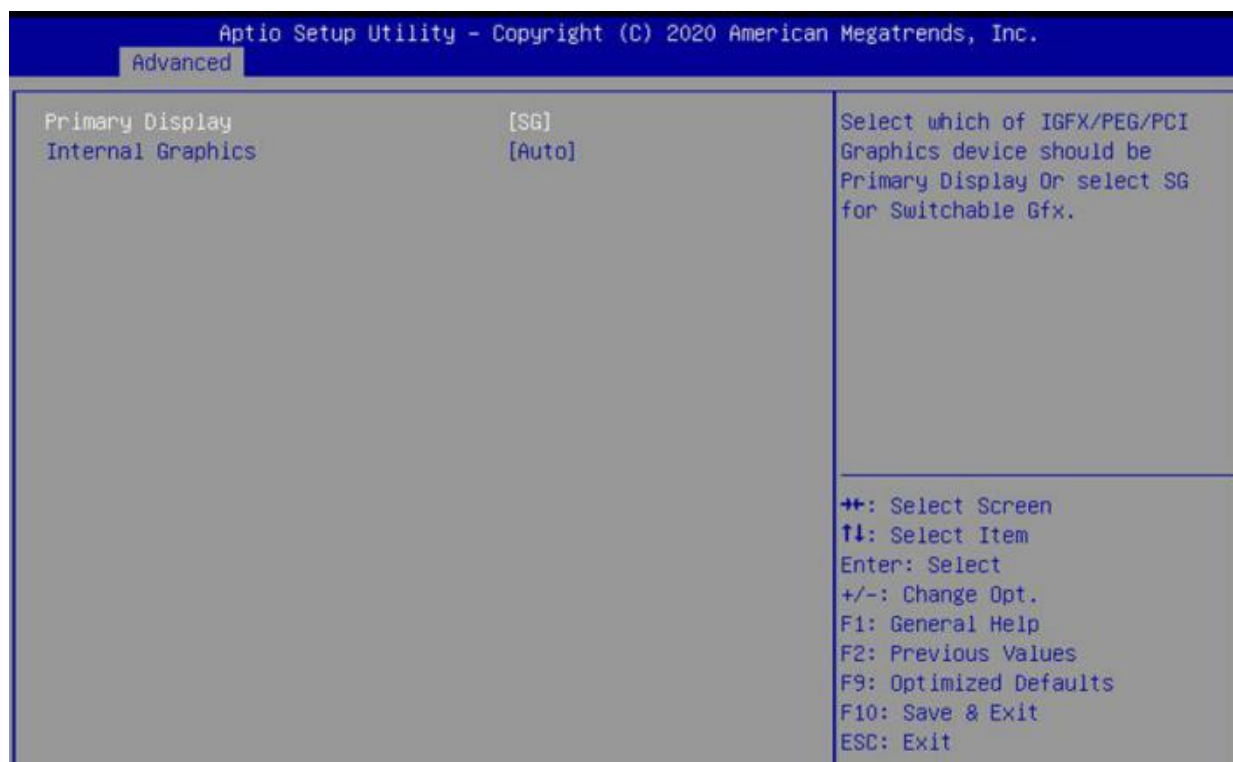 Aptio Setup Utility – Copyright (C) 2020 American Megatrends, Inc.
Advanced
Primary Display [SG]
Internal Graphics [Auto]
Select which of IGFX/PEG/PCI
Graphics device should be
Primary Display Or select SG
for Switchable Gfx.
→←: Select Screen
↑↓: Select Item
Enter: Select
+/-: Change Opt.
F1: General Help
F2: Previous Values
F9: Optimized Defaults
F10: Save & Exit
ESC: Exit